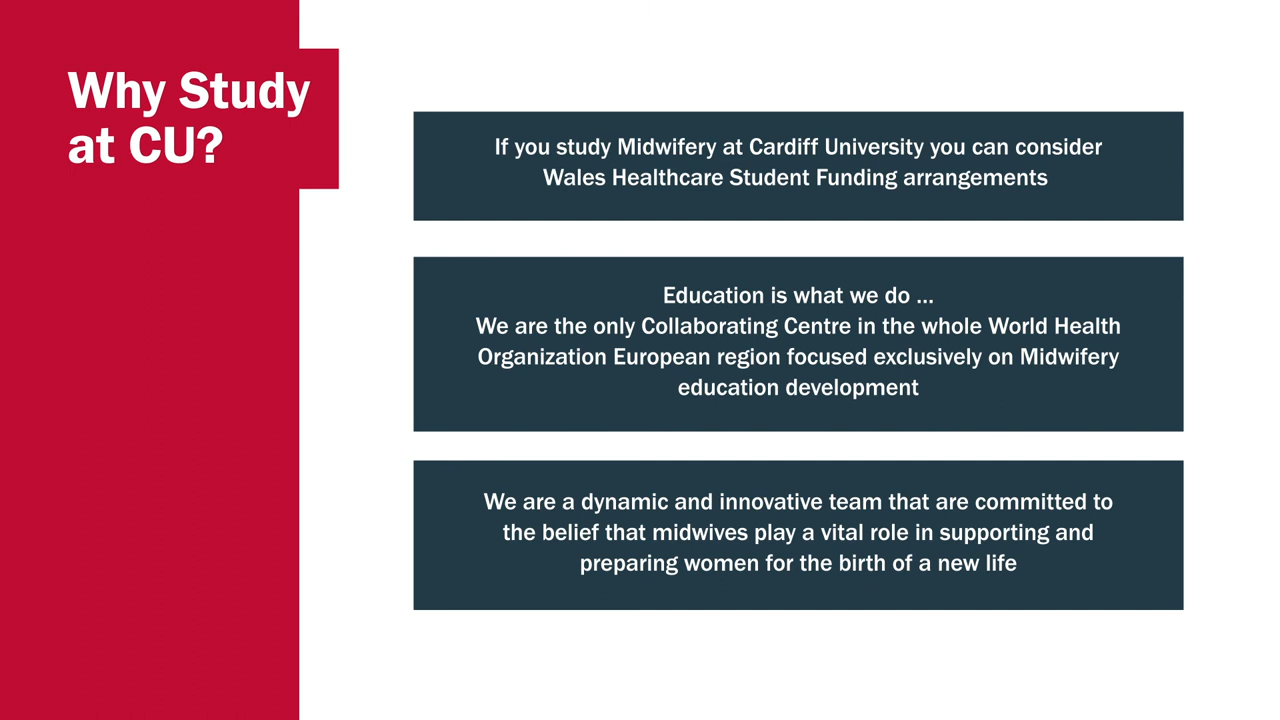 Why Study
at CU?
If you study Midwifery at Cardiff University you can consider
Wales Healthcare Student Funding arrangements
Education is what we do ...
We are the only Collaborating Centre in the whole World Health
Organization European region focused exclusively on Midwifery
education development
We are a dynamic and innovative team that are committed to
the belief that midwives play a vital role in supporting and
preparing women for the birth of a new life